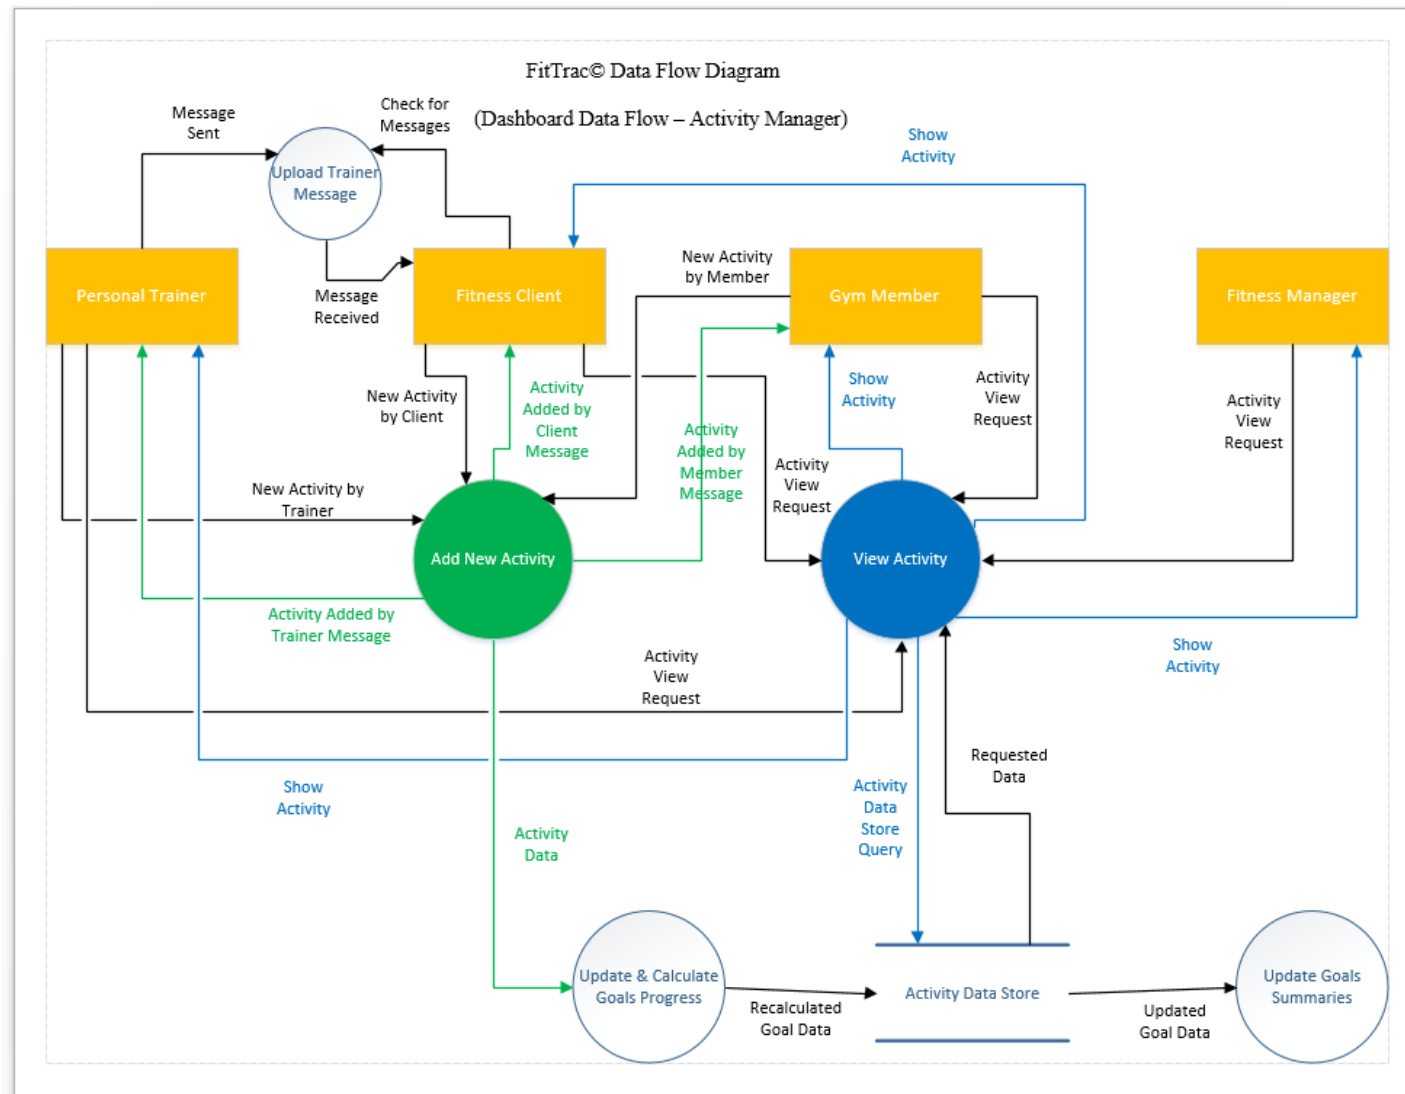 FitTrac© Data Flow Diagram
(Dashboard Data Flow – Activity Manager)
Message
Sent
Check for
Messages
Show
Activity
Upload Trainer
Message
New Activity
by Member
Message
Received
Personal Trainer
Fitness Client
Gym Member
Fitness Manager
New Activity
by Client
Activity
Added by
Client
Message
Activity
Added by
Member
Message
Show
Activity
Activity
View
Request
Activity
View
Request
Activity
View
Request
New Activity by
Trainer
Add New Activity
View Activity
Activity Added by
Trainer Message
Activity
View
Request
Show
Activity
Show
Activity
Requested
Data
Activity
Data
Store
Query
Activity
Data
Update & Calculate
Goals Progress
Recalculated
Goal Data
Activity Data Store
Updated
Goal Data
Update Goals
Summaries